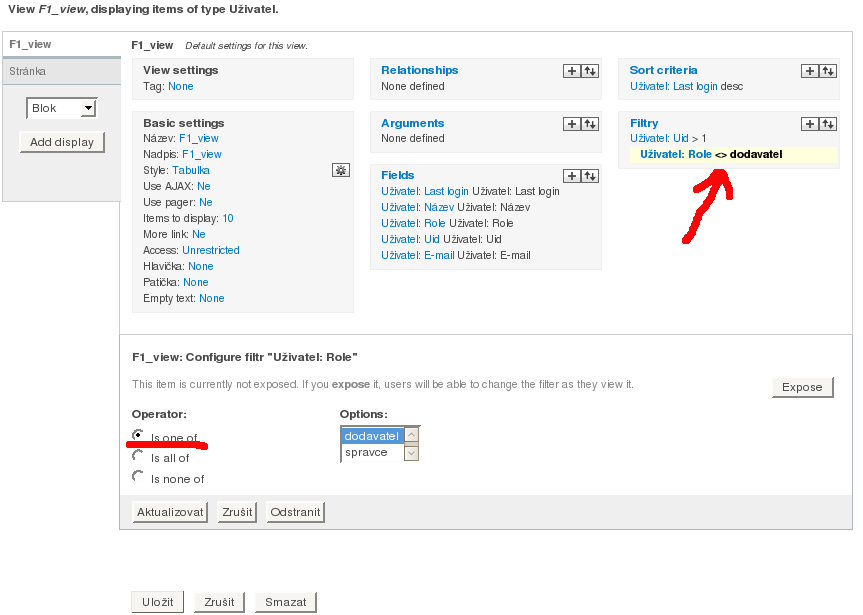 View F1_view, displaying items of type Uživatel.
F1_view
Stránka
Blok
Add display
F1_view Default settings for this view.
View settings
Tag: None
Basic settings
Název: F1_view
Nadpis: F1_view
Style: Tabulka
Use AJAX: Ne
Use pager: Ne
Items to display: 10
More link: Ne
Access: Unrestricted
Hlavička: None
Patička: None
Empty text: None
Relationships
None defined
Arguments
None defined
Fields
Uživatel: Last login Uživatel: Last login
Uživatel: Název Uživatel: Název
Uživatel: Role Uživatel: Role
Uživatel: Uid Uživatel: Uid
Uživatel: E-mail Uživatel: E-mail
Sort criteria
Uživatel: Last login desc
Filtry
Uživatel: Uid > 1
Uživatel: Role <> dodavatel
F1_view: Configure filtr "Uživatel: Role"
This item is currently not exposed. If you expose it, users will be able to change the filter as they view it.
Expose
Operator:
Is one of
Is all of
Is none of
Options:
dodavatel
spravce
Aktualizovat Zrušit Odstranit
Uložit Zrušit Smazat